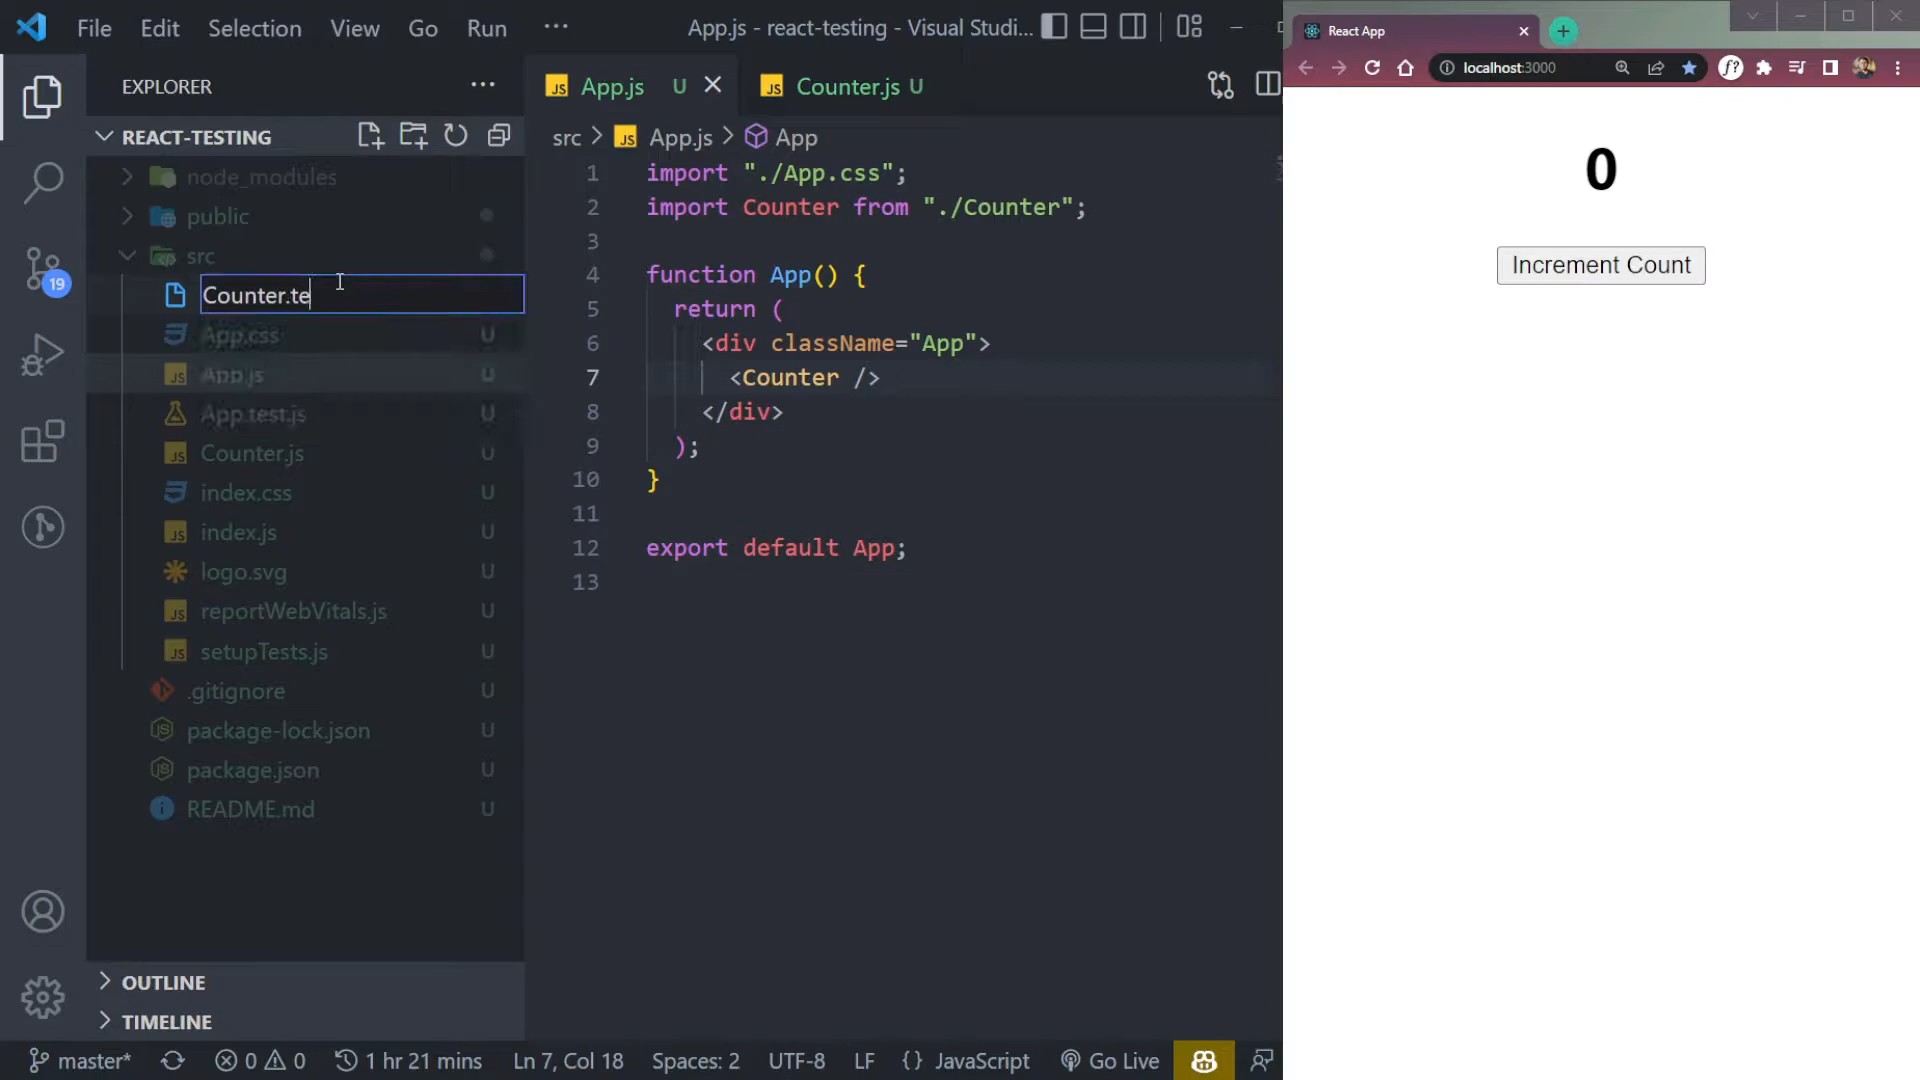 File Edit Selection View Go Run ··· App.js - react-testing - Visual Studi...
EXPLORER ···
REACT-TESTING
node_modules
public
src
Counter.te
App.css U
App.js U
App.test.js U
Counter.js U
index.css U
index.js U
logo.svg U
reportWebVitals.js U
setupTests.js U
.gitignore U
package-lock.json U
package.json U
README.md U
OUTLINE
TIMELINE
19
JS App.js U JS Counter.js U
src > JS App.js > App
1 import "./App.css";
2 import Counter from "./Counter";
3
4 function App() {
5 return (
6 <div className="App">
7 <Counter />
8 </div>
9 );
10 }
11
12 export default App;
13
master* 0 0 1 hr 21 mins Ln 7, Col 18 Spaces: 2 UTF-8 LF {} JavaScript Go Live
React App
localhost:3000 f?
0
Increment Count